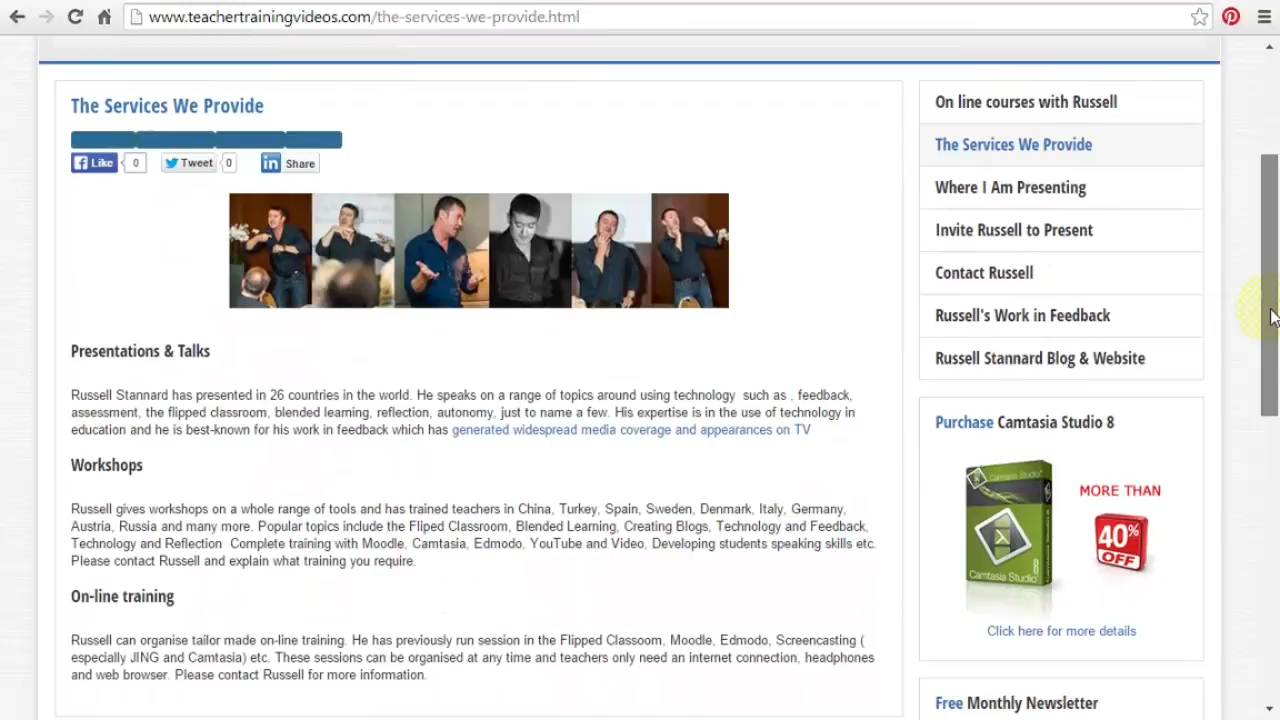 www.teachertrainingvideos.com/the-services-we-provide.html
The Services We Provide
Like 0 Tweet 0 Share
Presentations & Talks
Russell Stannard has presented in 26 countries in the world. He speaks on a range of topics around using technology such as , feedback,
assessment, the flipped classroom, blended learning, reflection, autonomy, just to name a few. His expertise is in the use of technology in
education and he is best-known for his work in feedback which has generated widespread media coverage and appearances on TV
Workshops
Russell gives workshops on a whole range of tools and has trained teachers in China, Turkey, Spain, Sweden, Denmark, Italy, Germany,
Austria, Russia and many more. Popular topics include the Fliped Classroom, Blended Learning, Creating Blogs, Technology and Feedback,
Technology and Reflection Complete training with Moodle, Camtasia, Edmodo, YouTube and Video, Developing students speaking skills etc.
Please contact Russell and explain what training you require.
On-line training
Russell can organise tailor made on-line training. He has previously run session in the Flipped Classoom, Moodle, Edmodo, Screencasting (
especially JING and Camtasia) etc. These sessions can be organised at any time and teachers only need an internet connection, headphones
and web browser. Please contact Russell for more information.
On line courses with Russell
The Services We Provide
Where I Am Presenting
Invite Russell to Present
Contact Russell
Russell's Work in Feedback
Russell Stannard Blog & Website
Purchase Camtasia Studio 8
Camtasia Studio
8
Camtasia Studio
MORE THAN
40%
OFF
Click here for more details
Free Monthly Newsletter